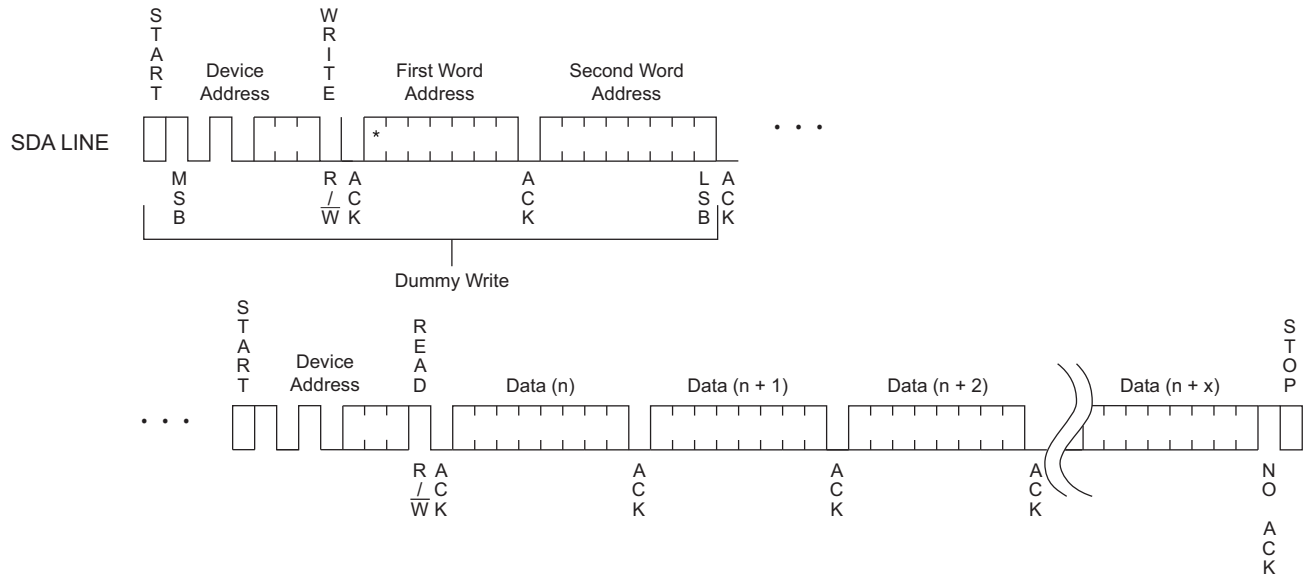 START
WRITE
Device
Address
First Word
Address
Second Word
Address
SDA LINE
*
• • •
MSB
R/W
ACK
ACK
LSB
ACK
Dummy Write
START
READ
STOP
Device
Address
Data (n)
Data (n + 1)
Data (n + 2)
Data (n + x)
• • •
R/W
ACK
ACK
ACK
ACK
NO ACK